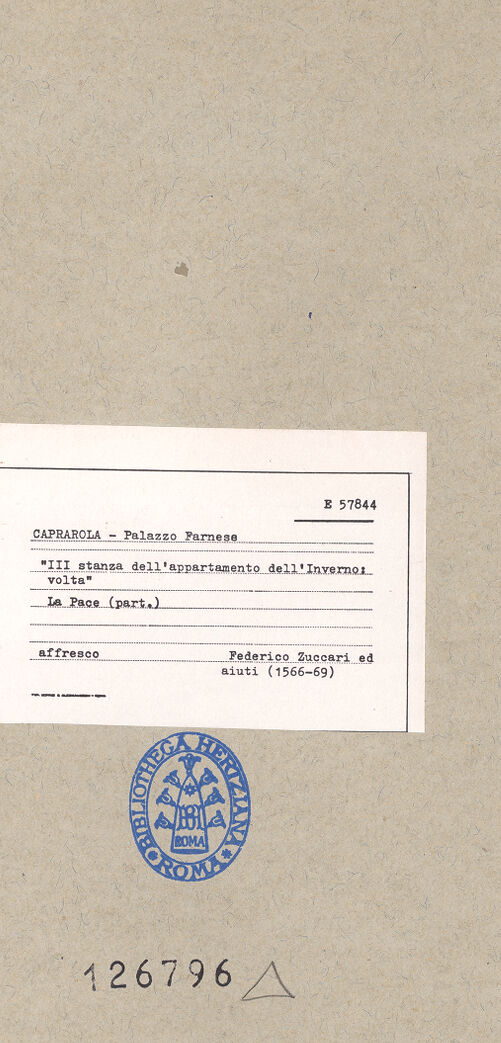 E 57844
CAPRAROLA - Palazzo Farnese
"III stanza dell'appartamento dell'Inverno:
volta"
La Pace (part.)
affresco Federico Zuccari ed
aiuti (1566-69)
BIBLIOTHECA HERTZIANA
ROMA
ROMA
126796